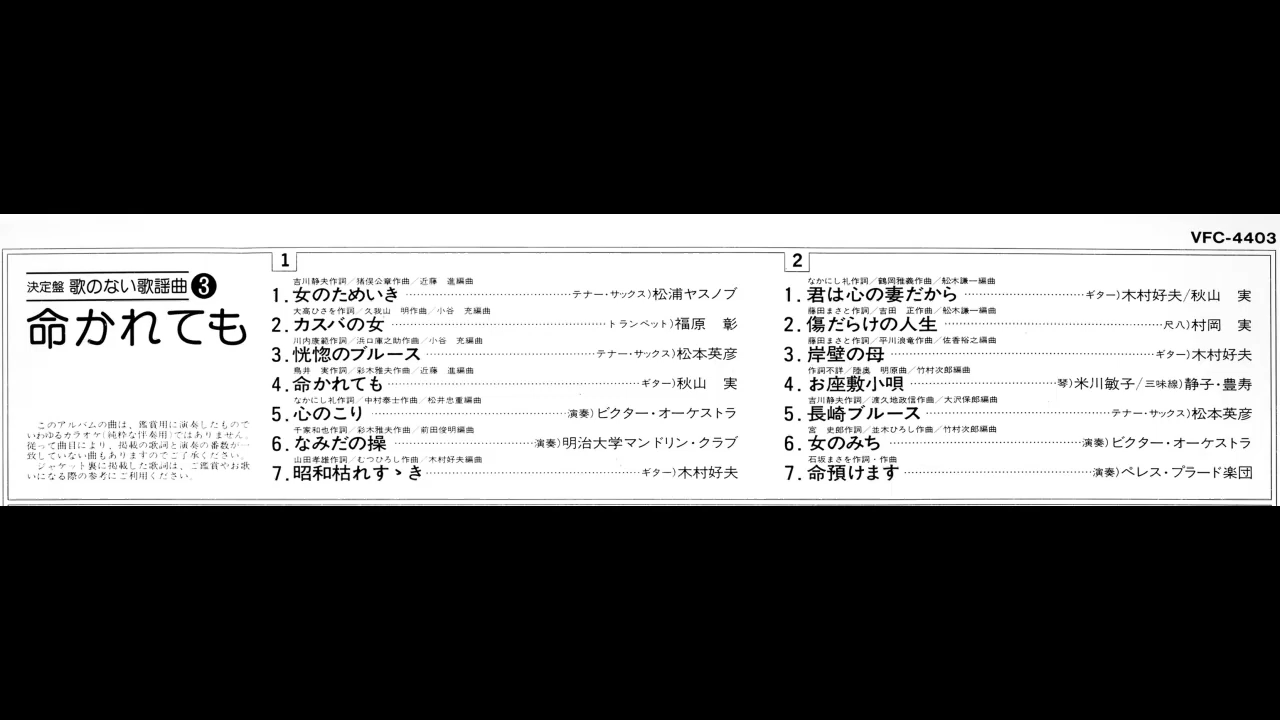 VFC-4403
決定盤 歌のない歌謡曲 3
命かれても
このアルバムの曲は、鑑賞用に演奏したもので
いわゆるカラオケ(純粋な伴奏用)ではありません。
従って曲目により、掲載の歌詞と演奏の番数が一
致していない曲もありますのでご了承ください。
ジャケット裏に掲載した歌詞は、ご鑑賞やお歌
いになる際の参考にご利用ください。
1
吉川静夫作詞/猪俣公章作曲/近藤 進編曲
1.女のためいき テナー・サックス)松浦ヤスノブ
大高ひさを作詞/久我山 明作曲/小谷 充編曲
2.カスバの女 トランペット)福原 彰
川内康範作詞/浜口庫之助作曲/小谷 充編曲
3.恍惚のブルース テナー・サックス)松本英彦
鳥井 実作詞/彩木雅夫作曲/近藤 進編曲
4.命かれても ギター)秋山 実
なかにし礼作詞/中村泰士作曲/松井忠重編曲
5.心のこり 演奏)ビクター・オーケストラ
千家和也作詞/彩木雅夫作曲/前田俊明編曲
6.なみだの操 演奏)明治大学マンドリン・クラブ
山田孝雄作詞/むつひろし作曲/木村好夫編曲
7.昭和枯れすゝき ギター)木村好夫
2
なかにし礼作詞/鶴岡雅義作曲/舩木謙一編曲
1.君は心の妻だから ギター)木村好夫/秋山 実
藤田まさと作詞/吉田 正作曲/舩木謙一編曲
2.傷だらけの人生 尺八)村岡 実
藤田まさと作詞/平川浪竜作曲/佐香裕之編曲
3.岸壁の母 ギター)木村好夫
作詞不詳/陸奥 明原曲/竹村次郎編曲
4.お座敷小唄 琴)米川敏子/三味線)静子・豊寿
吉川静夫作詞/渡久地政信作曲/大沢保郎編曲
5.長崎ブルース テナー・サックス)松本英彦
宮 史郎作詞/並木ひろし作曲/竹村次郎編曲
6.女のみち 演奏)ビクター・オーケストラ
石坂まさを作詞・作曲
7.命預けます 演奏)ペレス・プラード楽団